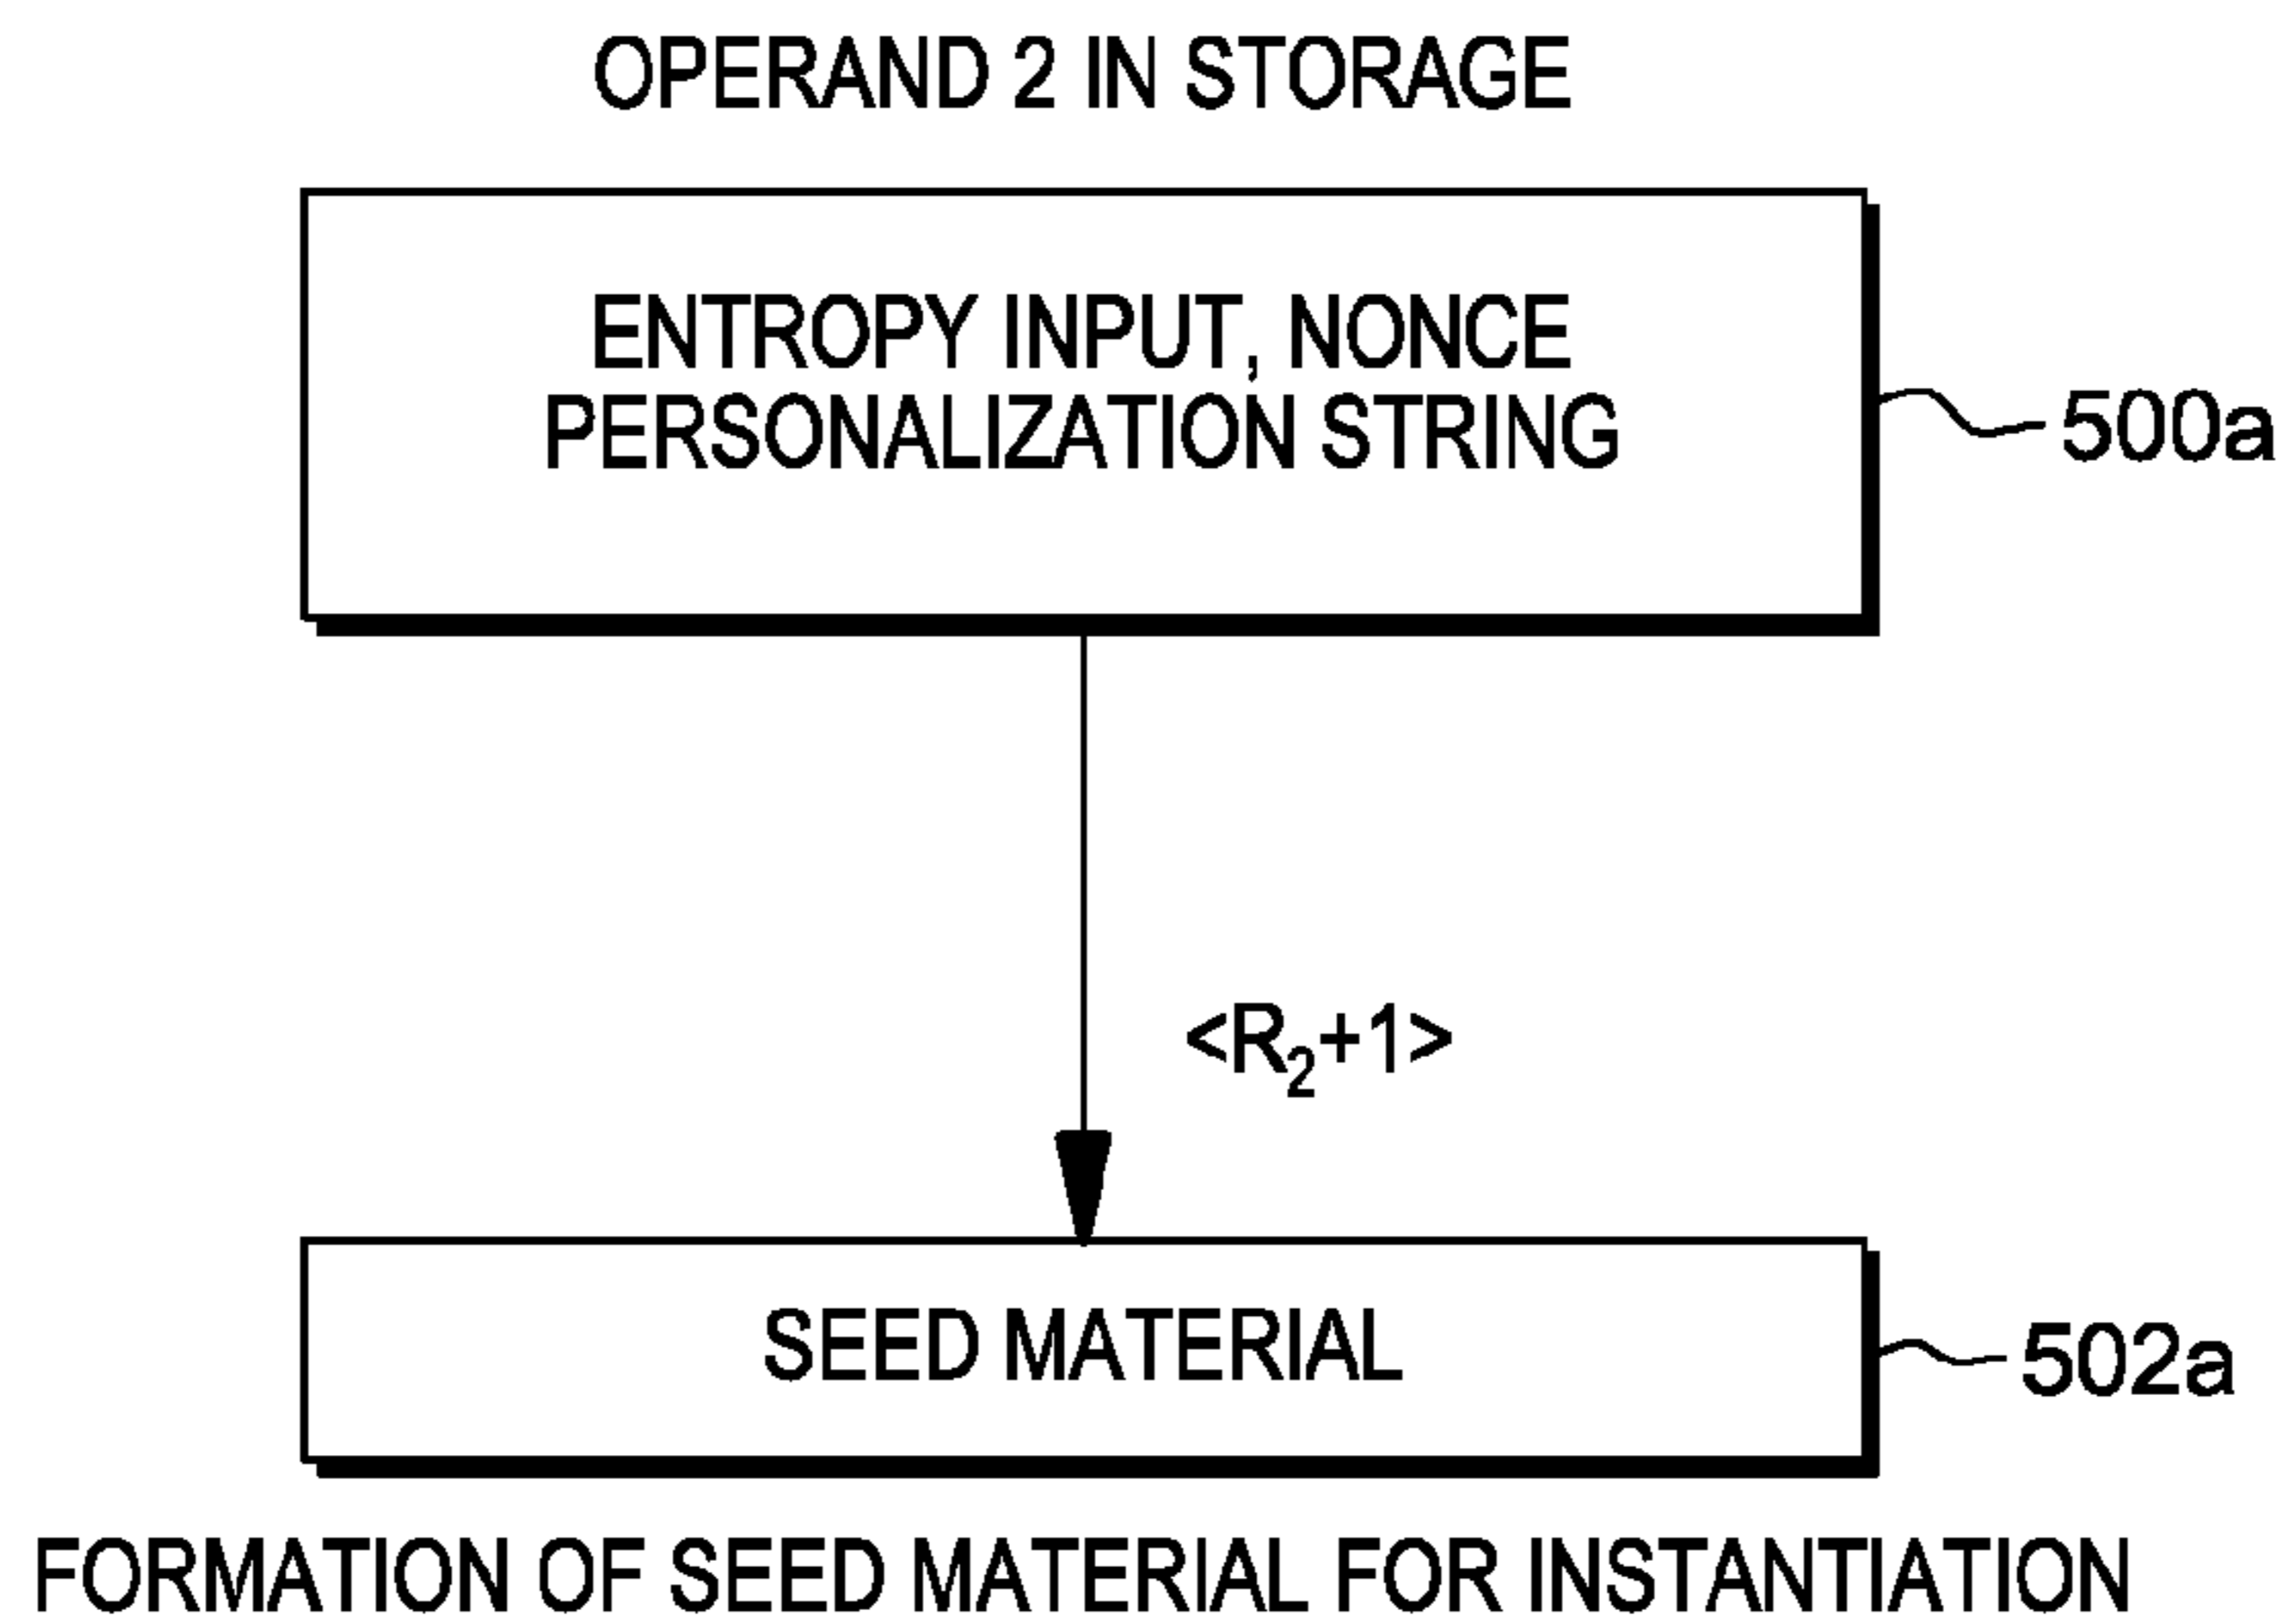 OPERAND 2 IN STORAGE
ENTROPY INPUT, NONCE
PERSONALIZATION STRING
500a
<R₂+1>
SEED MATERIAL
502a
FORMATION OF SEED MATERIAL FOR INSTANTIATION